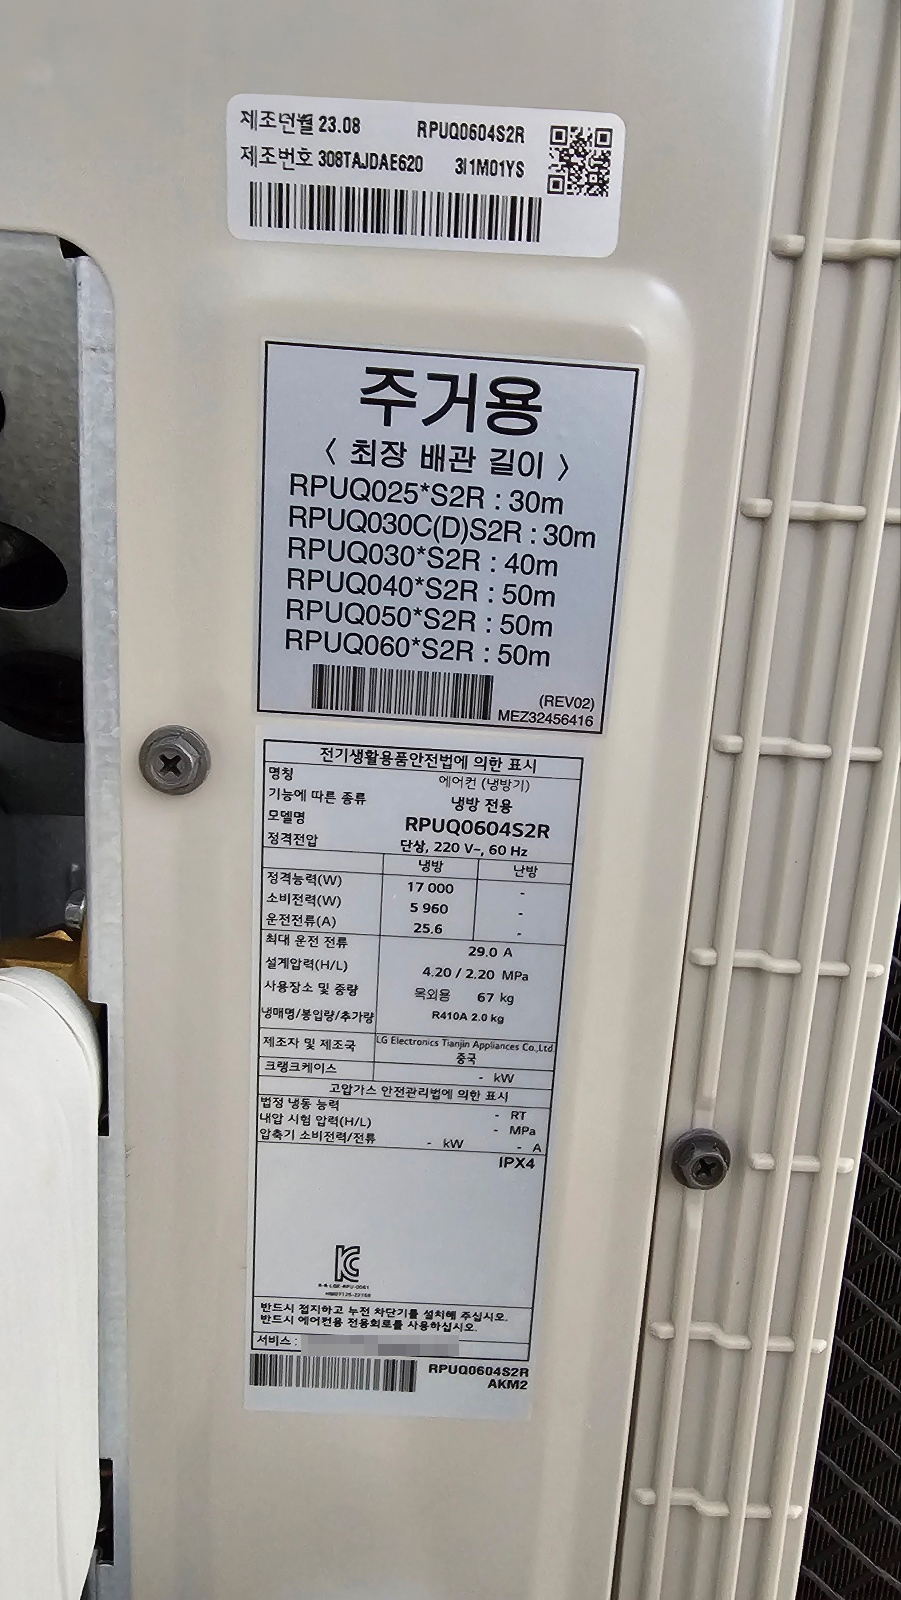 제조년월 23.08 RPUQ0604S2R
제조번호 308TAJDAE620 3I1M01YS
주거용
< 최장 배관 길이 >
RPUQ025*S2R : 30m
RPUQ030C(D)S2R : 30m
RPUQ030*S2R : 40m
RPUQ040*S2R : 50m
RPUQ050*S2R : 50m
RPUQ060*S2R : 50m
(REV02)
MEZ32456416
전기생활용품안전법에 의한 표시
명칭 에어컨 (냉방기)
기능에 따른 종류 냉방 전용
모델명 RPUQ0604S2R
정격전압 단상, 220 V~, 60 Hz
냉방 난방
정격능력(W) 17 000 -
소비전력(W) 5 960 -
운전전류(A) 25.6 -
최대 운전 전류 29.0 A
설계압력(H/L) 4.20 / 2.20 MPa
사용장소 및 중량 옥외용 67 kg
냉매명/봉입량/추가량 R410A 2.0 kg
제조자 및 제조국 LG Electronics Tianjin Appliances Co.,Ltd.
중국
크랭크케이스 - kW
고압가스 안전관리법에 의한 표시
법정 냉동 능력 - RT
내압 시험 압력(H/L) - MPa
압축기 소비전력/전류 - kW - A
IPX4
반드시 접지하고 누전 차단기를 설치해 주십시오.
반드시 에어컨용 전용회로를 사용하십시오.
서비스 :
RPUQ0604S2R
AKM2